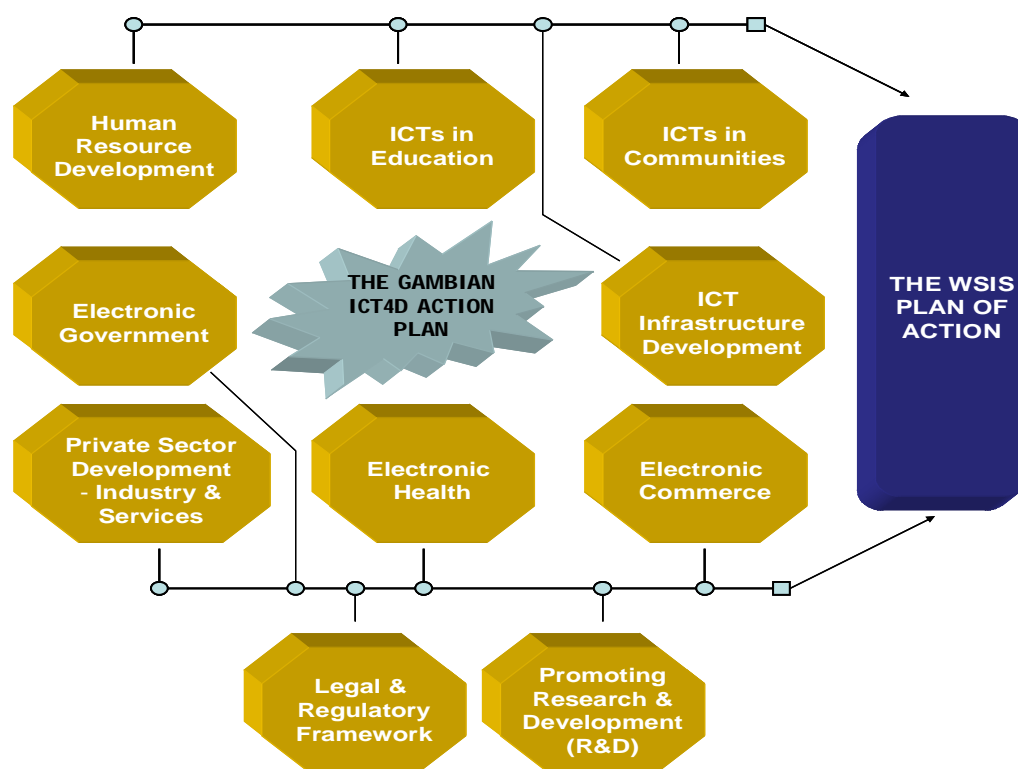 Human
Resource
Development
ICTs in
Education
ICTs in
Communities
Electronic
Government
THE GAMBIAN
ICT4D ACTION
PLAN
ICT
Infrastructure
Development
THE WSIS
PLAN OF
ACTION
Private Sector
Development
- Industry &
Services
Electronic
Health
Electronic
Commerce
Legal &
Regulatory
Framework
Promoting
Research &
Development
(R&D)